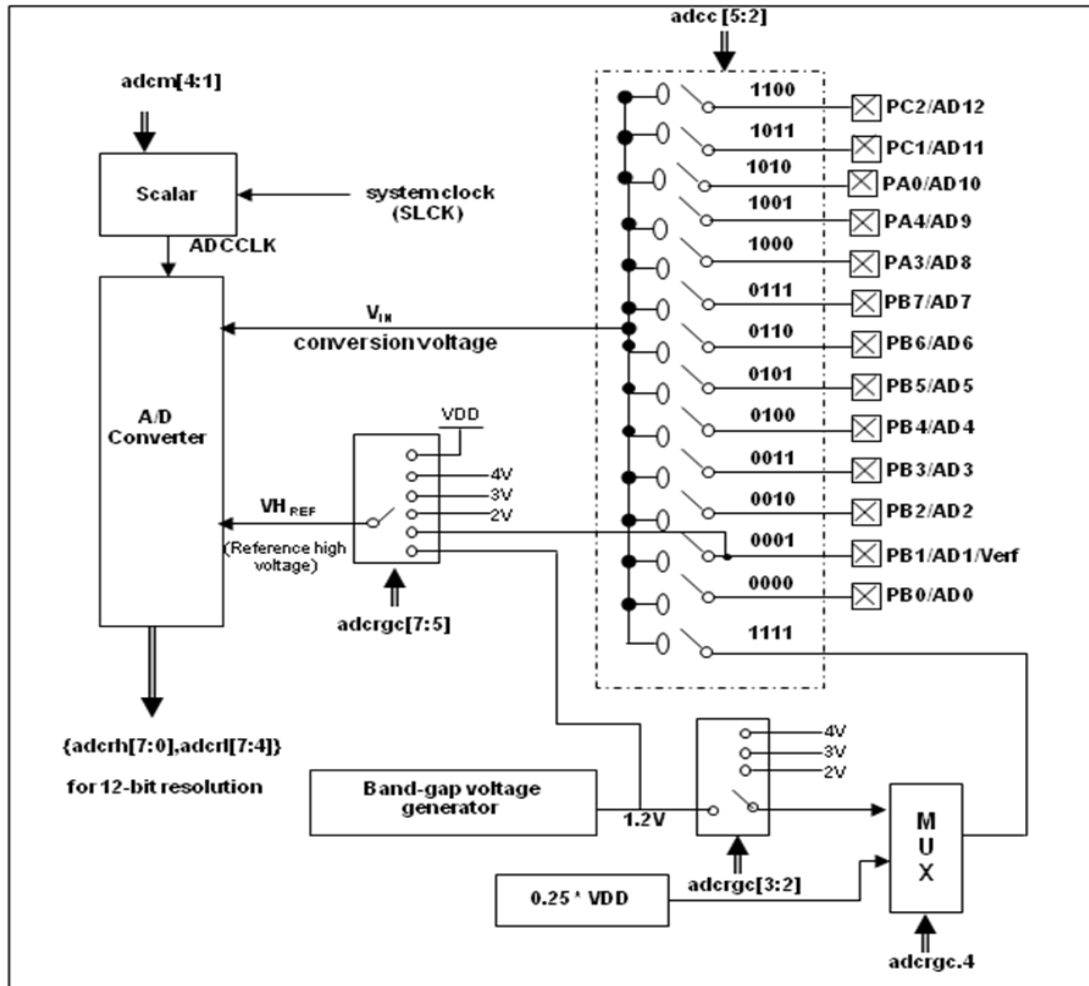 adcc [5:2]
adcm[4:1]
Scalar
system clock
(SLCK)
ADCCLK
1100
PC2/AD12
1011
PC1/AD11
1010
PA0/AD10
1001
PA4/AD9
1000
PA3/AD8
0111
PB7/AD7
0110
PB6/AD6
0101
PB5/AD5
0100
PB4/AD4
0011
PB3/AD3
0010
PB2/AD2
0001
PB1/AD1/Verf
0000
PB0/AD0
1111
VIN
conversion voltage
A/D
Converter
VDD
4V
3V
2V
VH REF
(Reference high
voltage)
adcrgc[7:5]
{adcrh[7:0],adcrl[7:4]}
for 12-bit resolution
Band-gap voltage
generator
1.2V
4V
3V
2V
adcrgc[3:2]
0.25 * VDD
MUX
adcrgc.4